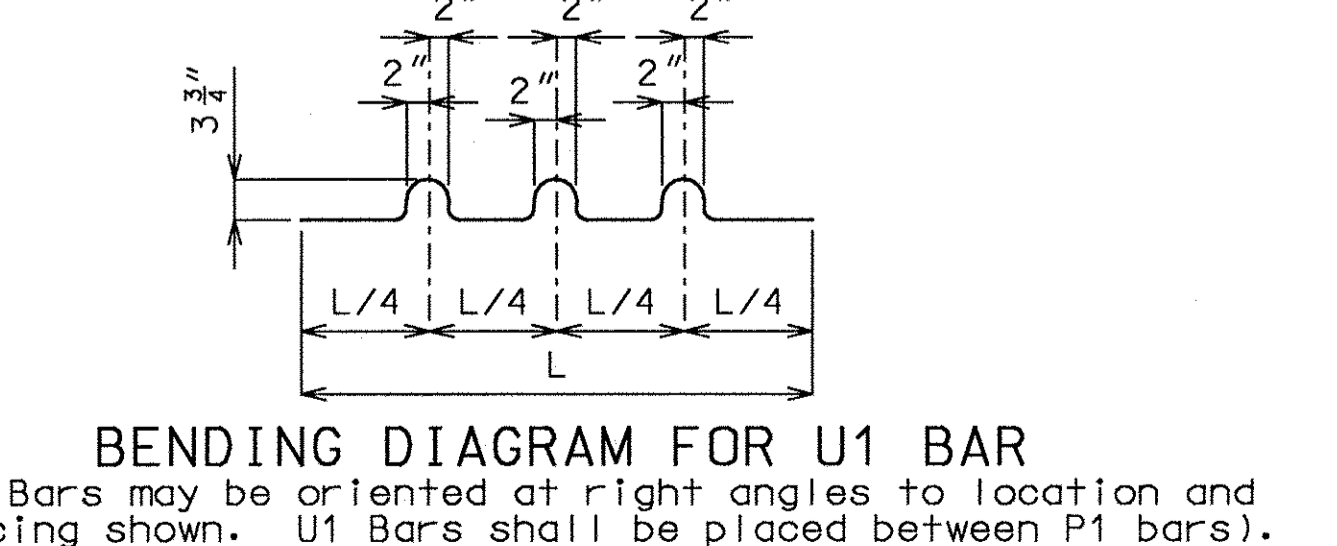 2" 2" 2"
2" 2" 2"
3 3/4"
L/4 L/4 L/4 L/4
L
BENDING DIAGRAM FOR U1 BAR
Bars may be oriented at right angles to location and
shown. U1 Bars shall be placed between P1 bars).